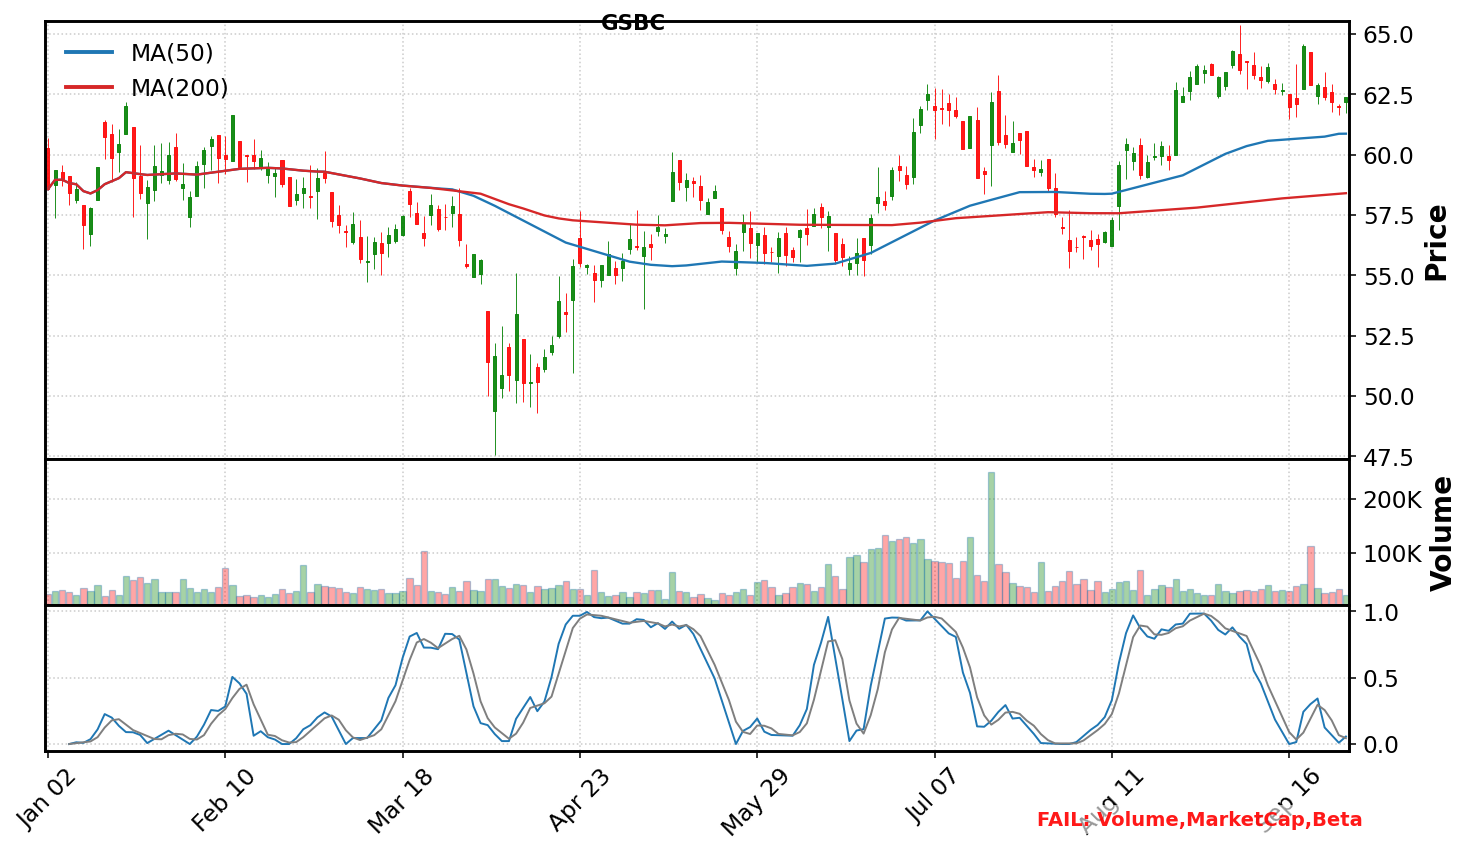 GSBC
MA(50)
MA(200)
65.0
62.5
60.0
57.5
55.0
52.5
50.0
47.5
Price
200K
100K
Volume
1.0
0.5
0.0
Jan 02
Feb 10
Mar 18
Apr 23
May 29
Jul 07
Aug 11
Sep 16
FAIL: Volume,MarketCap,Beta